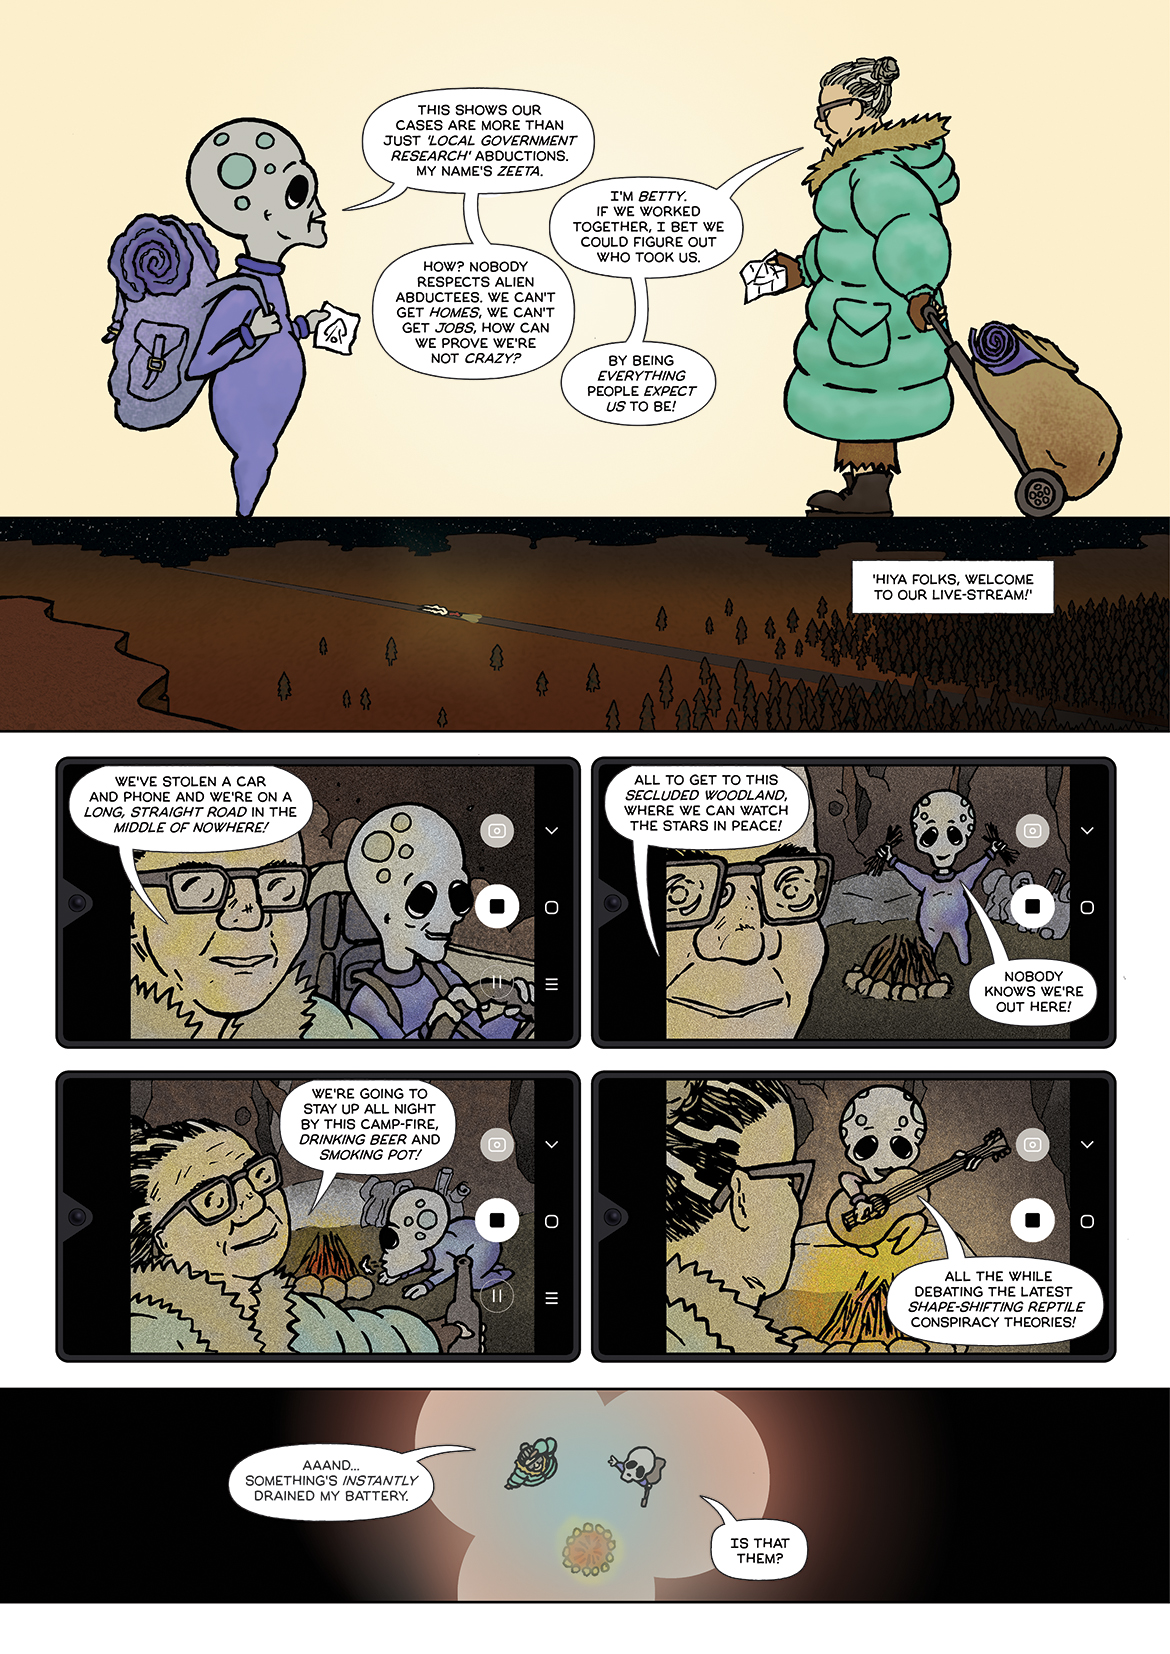 THIS SHOWS OUR
CASES ARE MORE THAN
JUST 'LOCAL GOVERNMENT
RESEARCH' ABDUCTIONS.
MY NAME'S ZEETA.
I'M BETTY.
IF WE WORKED
TOGETHER, I BET WE
COULD FIGURE OUT
WHO TOOK US.
HOW? NOBODY
RESPECTS ALIEN
ABDUCTEES. WE CAN'T
GET HOMES, WE CAN'T
GET JOBS, HOW CAN
WE PROVE WE'RE
NOT CRAZY?
BY BEING
EVERYTHING
PEOPLE EXPECT
US TO BE!
'HIYA FOLKS, WELCOME
TO OUR LIVE-STREAM!'
WE'VE STOLEN A CAR
AND PHONE AND WE'RE ON A
LONG, STRAIGHT ROAD IN THE
MIDDLE OF NOWHERE!
ALL TO GET TO THIS
SECLUDED WOODLAND,
WHERE WE CAN WATCH
THE STARS IN PEACE!
NOBODY
KNOWS WE'RE
OUT HERE!
WE'RE GOING TO
STAY UP ALL NIGHT
BY THIS CAMP-FIRE,
DRINKING BEER AND
SMOKING POT!
ALL THE WHILE
DEBATING THE LATEST
SHAPE-SHIFTING REPTILE
CONSPIRACY THEORIES!
AAAND...
SOMETHING'S INSTANTLY
DRAINED MY BATTERY.
IS THAT
THEM?